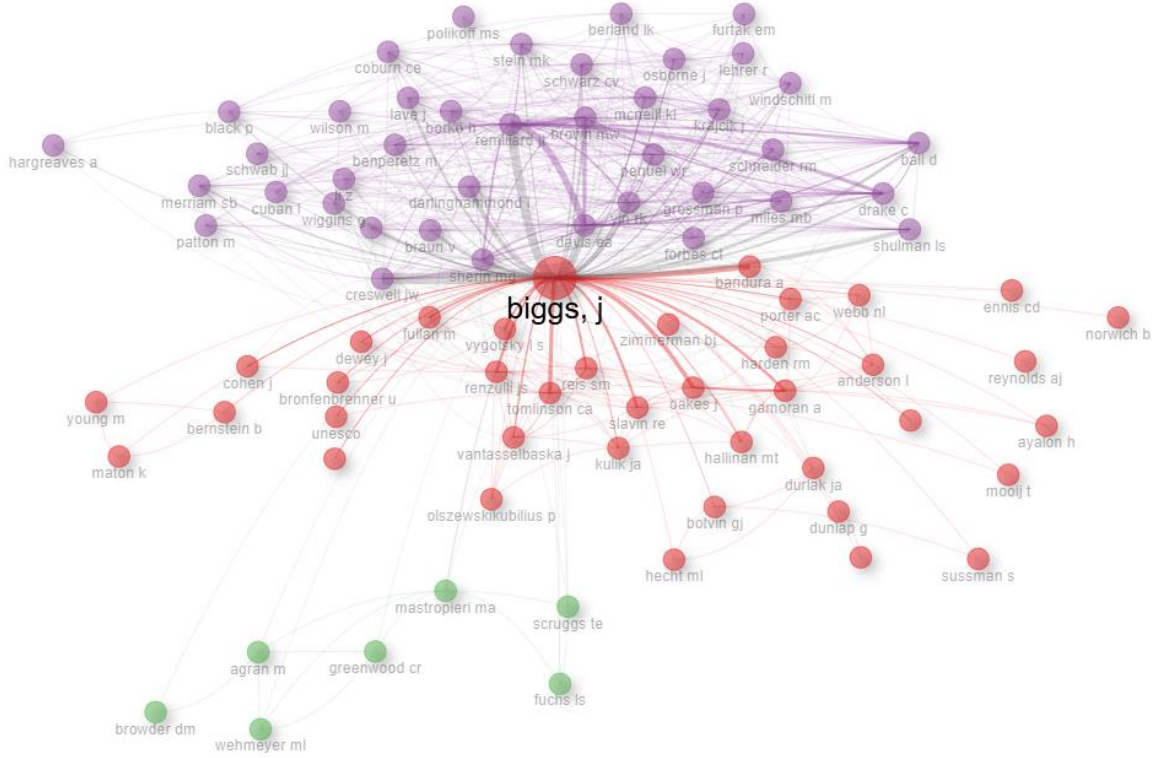 polikoff ms
berland lk
furtak em
coburn ce
stein mk
schwarz cv
osborne j
lehrer r
windschitl m
black p
wilson m
lave j
borko h
remillard jt
brown mw
mcneill kl
krajcik j
hargreaves a
schwab jj
benperetz m
penuel wr
schneider rm
ball d
merriam sb
cuban l
wiggins g
darlinghammond l
yin rk
grossman p
miles mb
drake c
patton m
braun v
davis ea
forbes ct
shulman ls
creswell jw
sherin mg
bandura a
biggs, j
porter ac
webb nl
ennis cd
norwich b
fullan m
dewey j
vygotsky l s
zimmerman bj
harden rm
cohen j
bronfenbrenner u
renzulli js
reis sm
anderson l
reynolds aj
young m
bernstein b
unesco
tomlinson ca
slavin re
oakes j
gamoran a
ayalon h
maton k
vantasselbaska j
kulik ja
hallinan mt
durlak ja
mooij t
olszewskikubilius p
botvin gj
dunlap g
hecht ml
sussman s
mastropieri ma
scruggs te
agran m
greenwood cr
fuchs ls
browder dm
wehmeyer ml